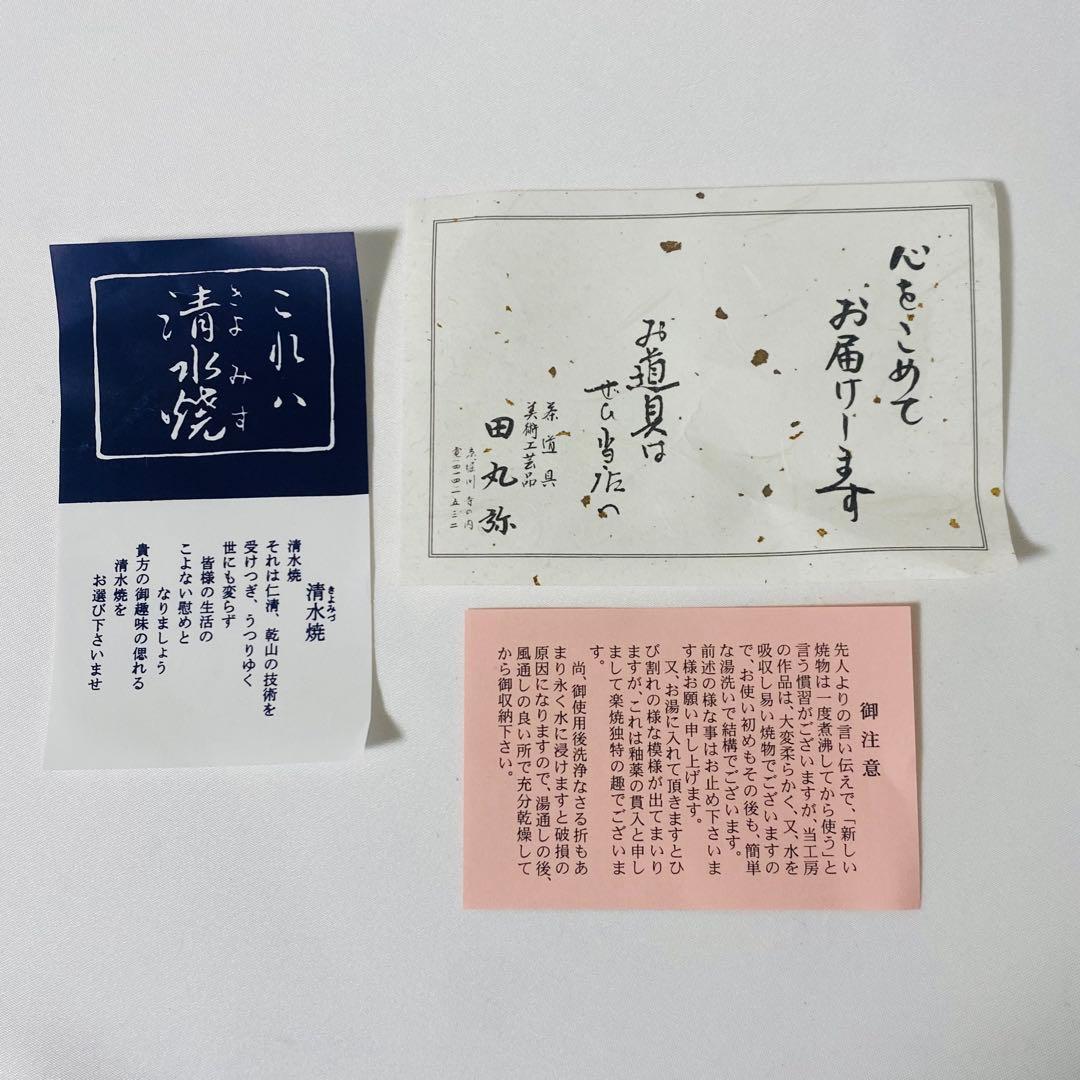 これハ
きよみす
清水燒
清水焼
きよみづ
清水焼
それは仁清、乾山の技術を
受けつぎ、うつりゆく
世にも変らず
皆様の生活の
こよない慰めと
なりましょう
貴方の御趣味の偲れる
清水焼を
お選び下さいませ
心をこめて
お届けします
お道具は
ぜひ当店へ
茶道具
美術工芸品
田丸弥
京・堀川寺の内
電四一四-一五三二
御注意
先人よりの言い伝えで、「新しい
焼物は一度煮沸してから使う」と
言う慣習がございますが、当工房
の作品は、大変柔らかく、又、水を
吸収し易い焼物でございますの
で、お使い初めもその後も、簡単
な湯洗いで結構でございます。
前述の様な事はお止め下さいま
す様お願い申し上げます。
又、お湯に入れて頂きますとひ
び割れの様な模様が出てまいり
ますが、これは釉薬の貫入と申し
まして楽焼独特の趣でございま
す。
尚、御使用後洗浄なさる折もあ
まり永く水に浸けますと破損の
原因になりますので、湯通しの後、
風通しの良い所で充分乾燥して
から御収納下さい。